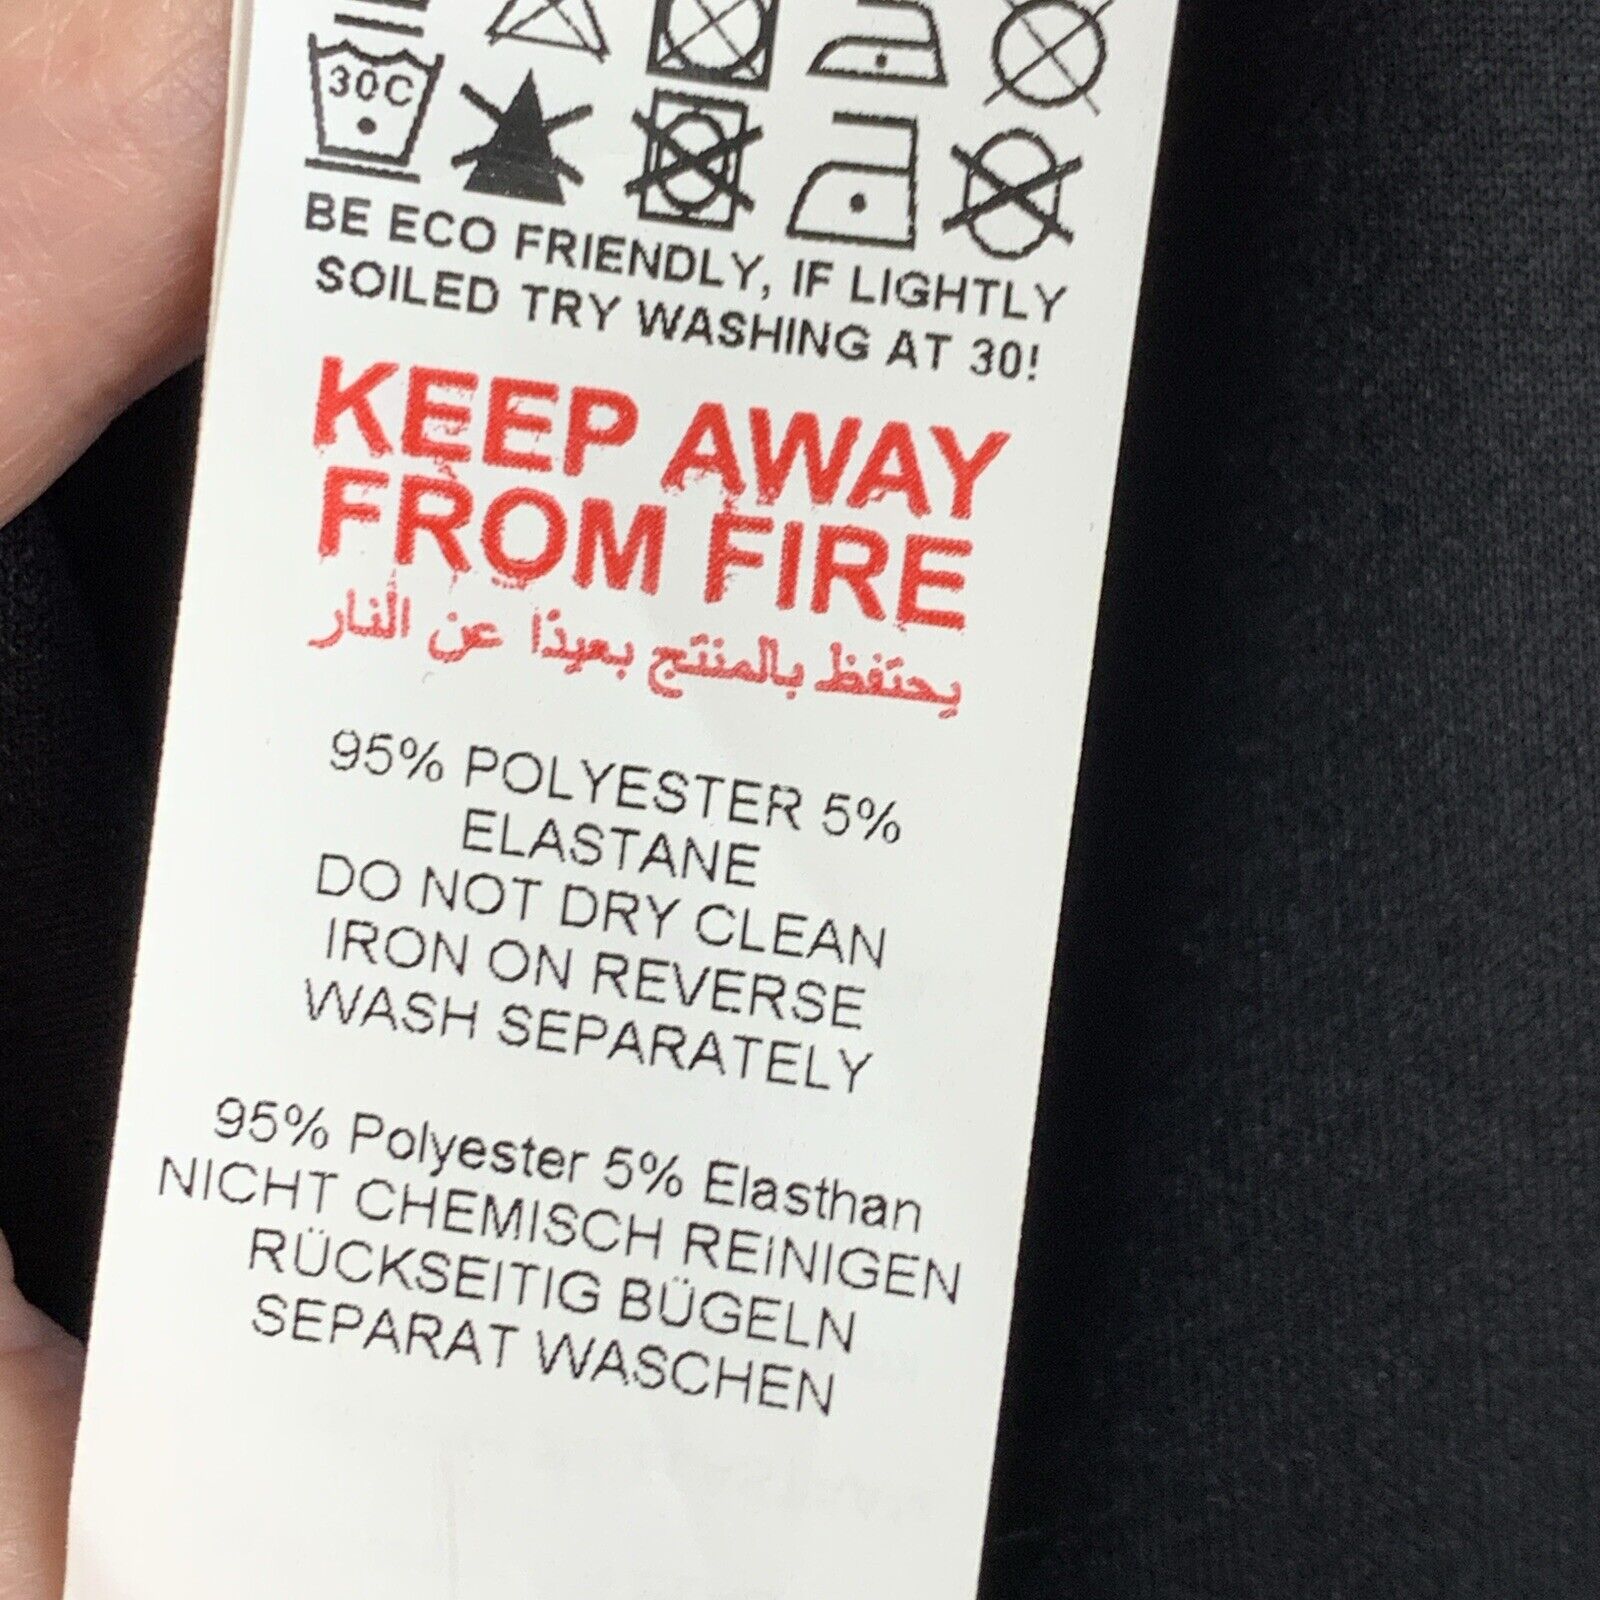 30C
BE ECO FRIENDLY, IF LIGHTLY
SOILED TRY WASHING AT 30!
KEEP AWAY
FROM FIRE
يحتفظ بالمنتج بعيدًا عن النار
95% POLYESTER 5%
ELASTANE
DO NOT DRY CLEAN
IRON ON REVERSE
WASH SEPARATELY
95% Polyester 5% Elasthan
NICHT CHEMISCH REiNIGEN
RÜCKSEITIG BÜGELN
SEPARAT WASCHEN